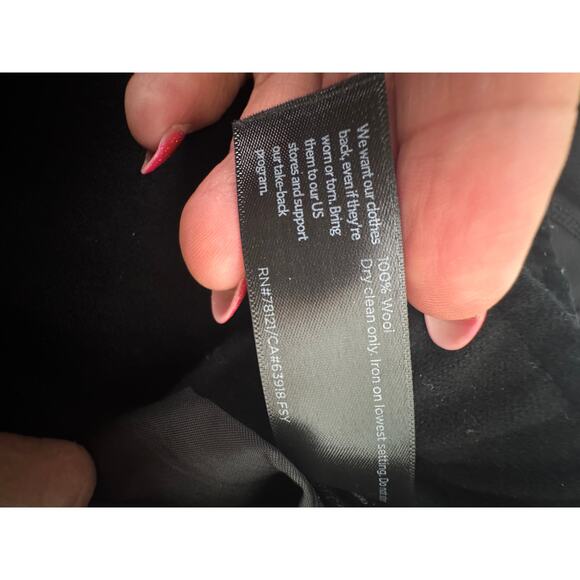 We want our clothes
back, even if they're
worn or torn. Bring
them to our US
stores and support
our take-back
program.
100% Wool
Dry clean only. Iron on lowest setting. Do not
RN#78121/CA#63918 FSY